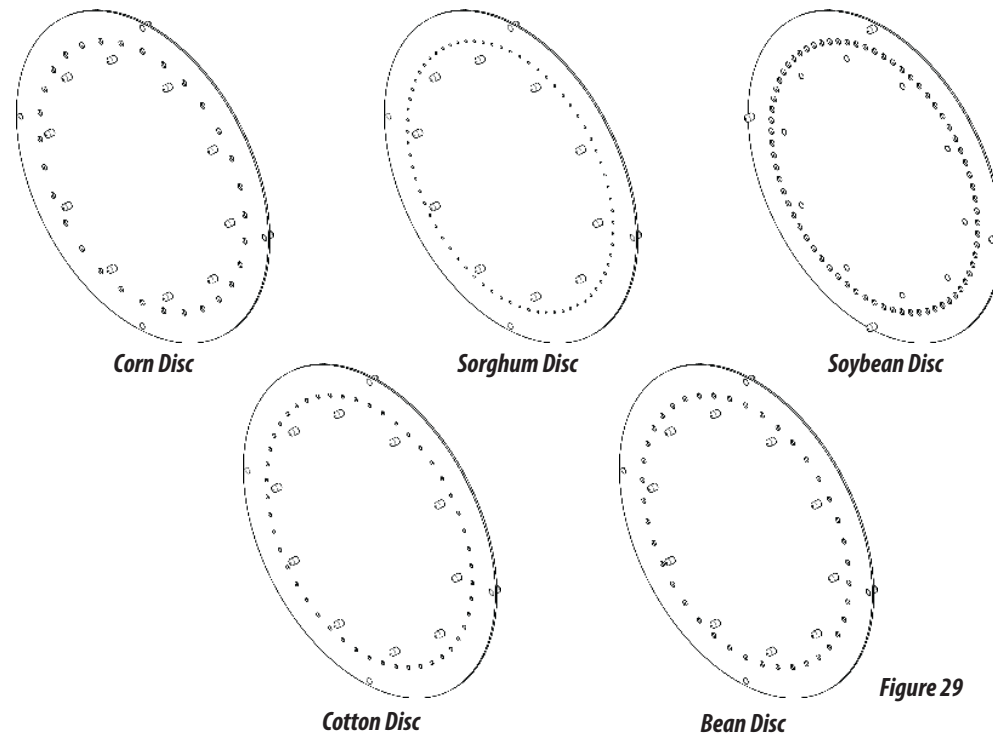 Corn Disc
Sorghum Disc
Soybean Disc
Cotton Disc
Bean Disc
Figure 29